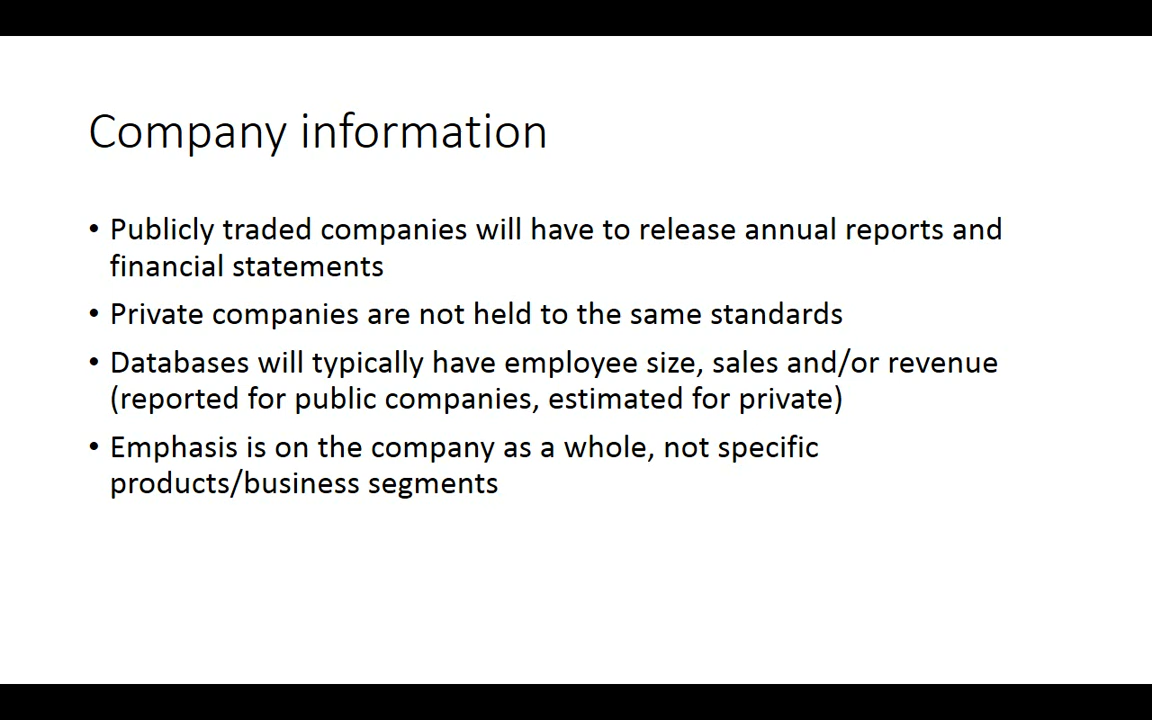 Company information
• Publicly traded companies will have to release annual reports and
financial statements
• Private companies are not held to the same standards
• Databases will typically have employee size, sales and/or revenue
(reported for public companies, estimated for private)
• Emphasis is on the company as a whole, not specific
products/business segments